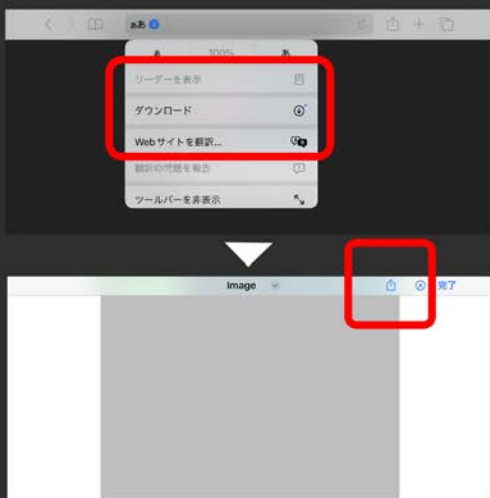 ぁあ
あ 100% あ
リーダーを表示
ダウンロード
Webサイトを翻訳...
翻訳の問題を報告
ツールバーを非表示
Image
完了